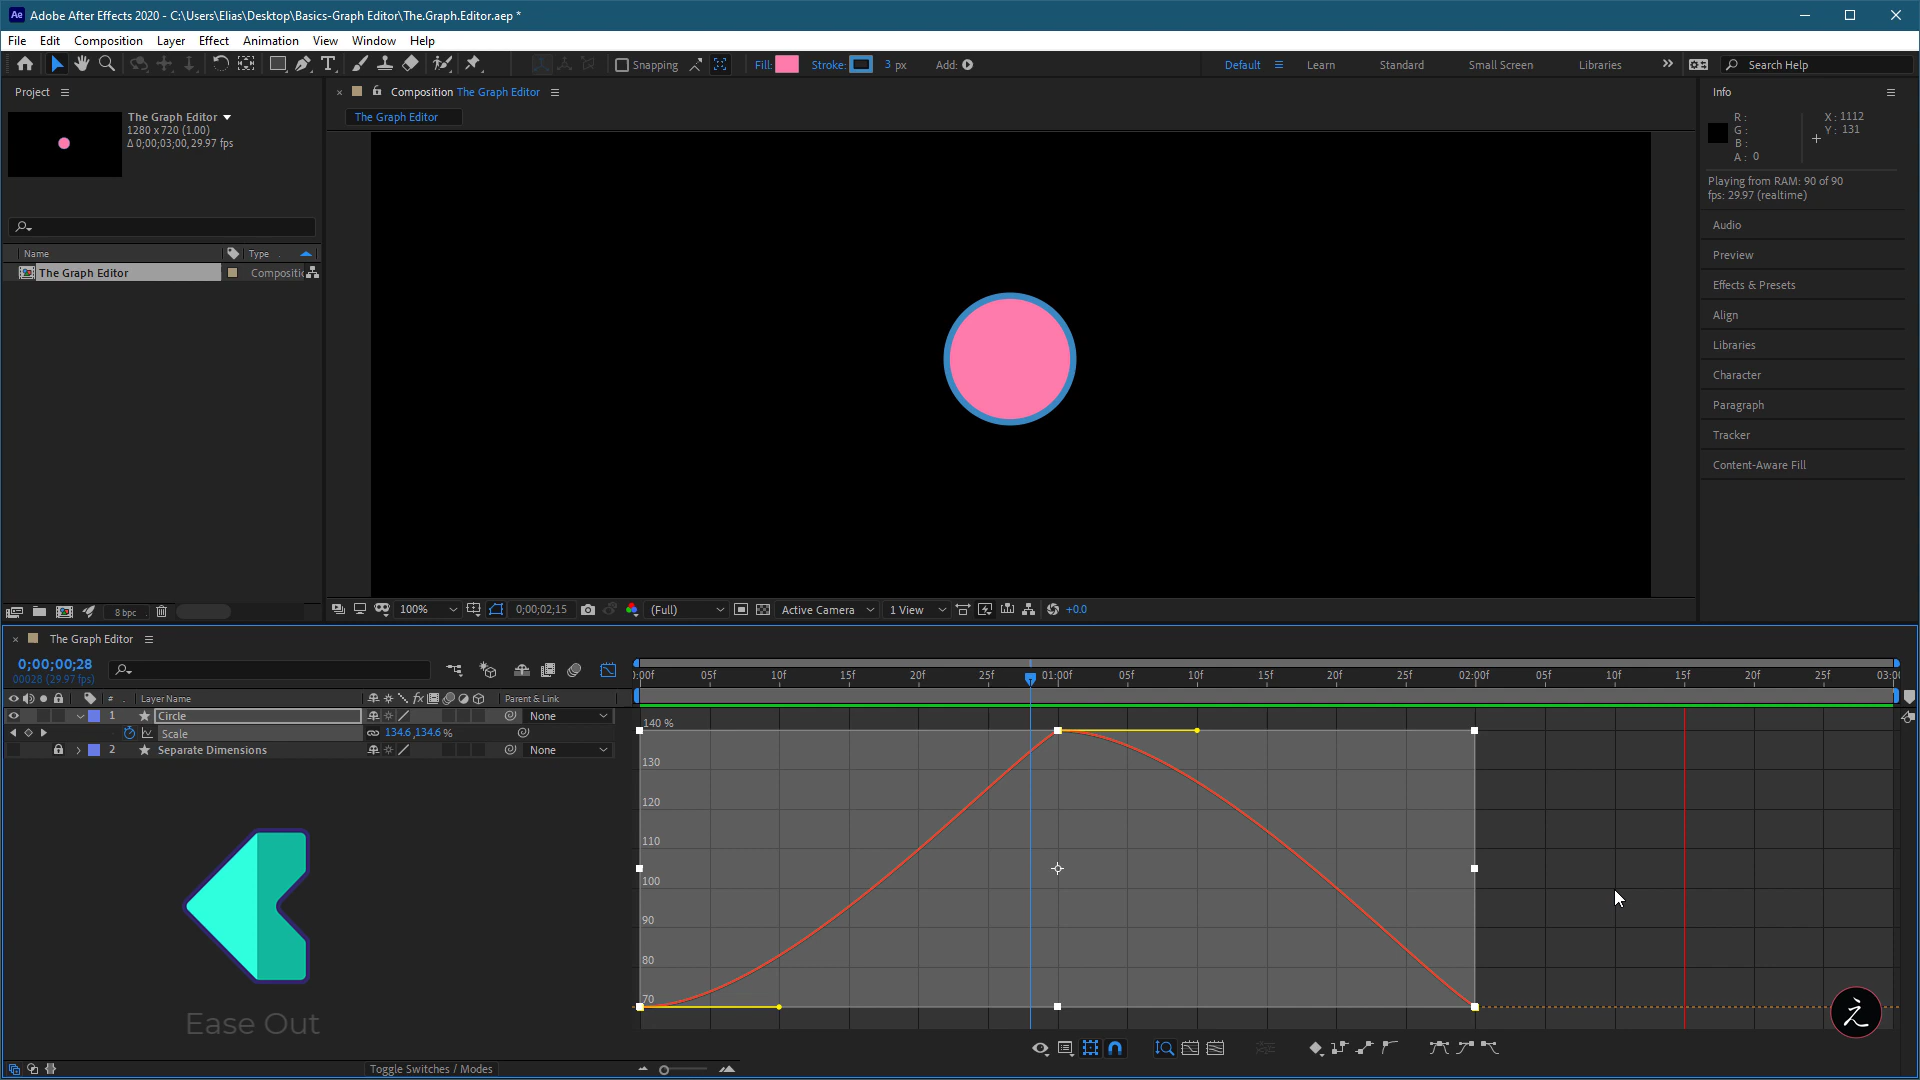 Ae Adobe After Effects 2020 - C:\Users\Elias\Desktop\Basics-Graph Editor\The.Graph.Editor.aep *
File Edit Composition Layer Effect Animation View Window Help
Snapping Fill: Stroke: 3 px Add: Default Learn Standard Small Screen Libraries Search Help
Project
The Graph Editor
1280 x 720 (1.00)
Δ 0;00;03;00, 29.97 fps
Name Type
The Graph Editor Compositic
8 bpc
Composition The Graph Editor
The Graph Editor
100% 0;00;02;15 (Full) Active Camera 1 View +0.0
Info
R :
G :
B :
A : 0
X : 1112
Y : 131
Playing from RAM: 90 of 90
fps: 29.97 (realtime)
Audio
Preview
Effects & Presets
Align
Libraries
Character
Paragraph
Tracker
Content-Aware Fill
The Graph Editor
0;00;00;28
00028 (29.97 fps)
# Layer Name fx Parent & Link
1 Circle None
Scale 134.6,134.6%
2 Separate Dimensions None
Ease Out
Toggle Switches / Modes
:00f 05f 10f 15f 20f 25f 01:00f 05f 10f 15f 20f 25f 02:00f 05f 10f 15f 20f 25f 03:00
140 %
130
120
110
100
90
80
70
え